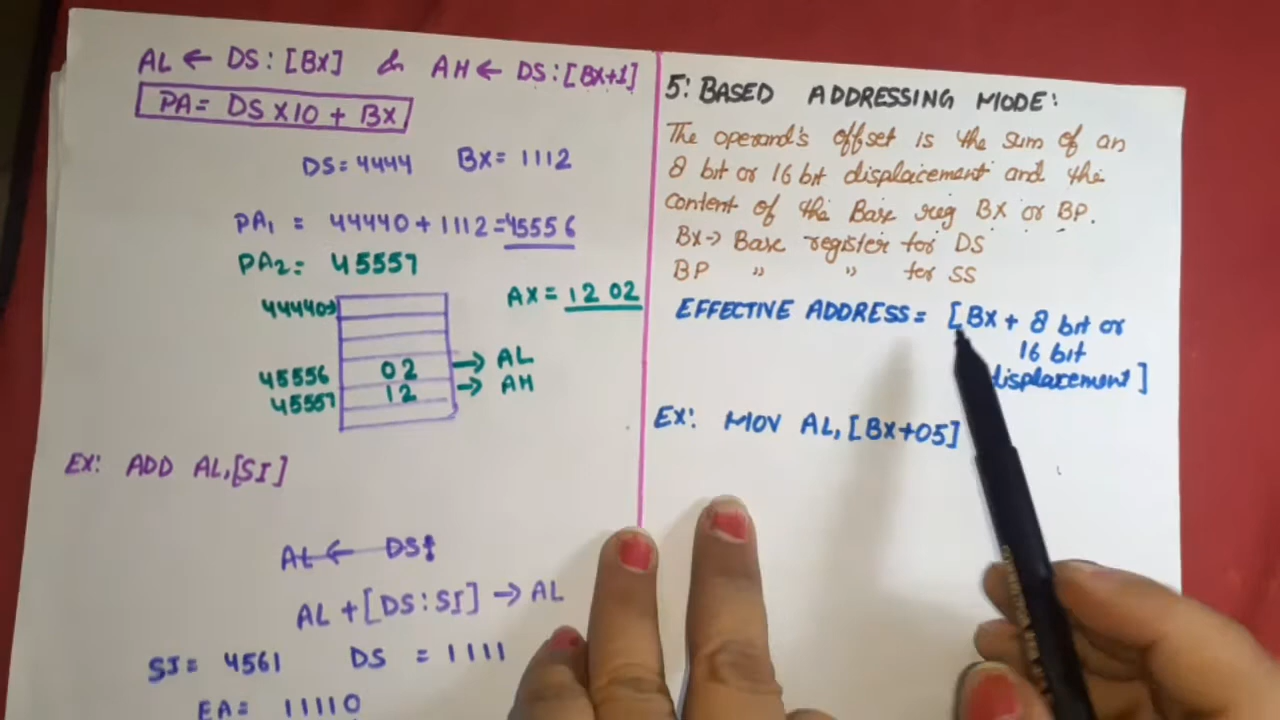 AL ← DS:[BX] & AH ← DS:[BX+1]
PA = DS X 10 + BX
DS = 4444 BX = 1112
PA1 = 44440 + 1112 = 45556
PA2 = 45557
AX = 12 02
44440
45556 02 → AL
45557 12 → AH
EX: ADD AL,[SI]
AL ← DS:
AL + [DS:SI] → AL
SI = 4561 DS = 1111
EA = 11110
5: BASED ADDRESSING MODE:
The operand's offset is the sum of an
8 bit or 16 bit displacement and the
content of the Base reg BX or BP.
BX → Base register for DS
BP " " for SS
EFFECTIVE ADDRESS = [BX + 8 bit or
16 bit
displacement]
EX: MOV AL,[BX+05]